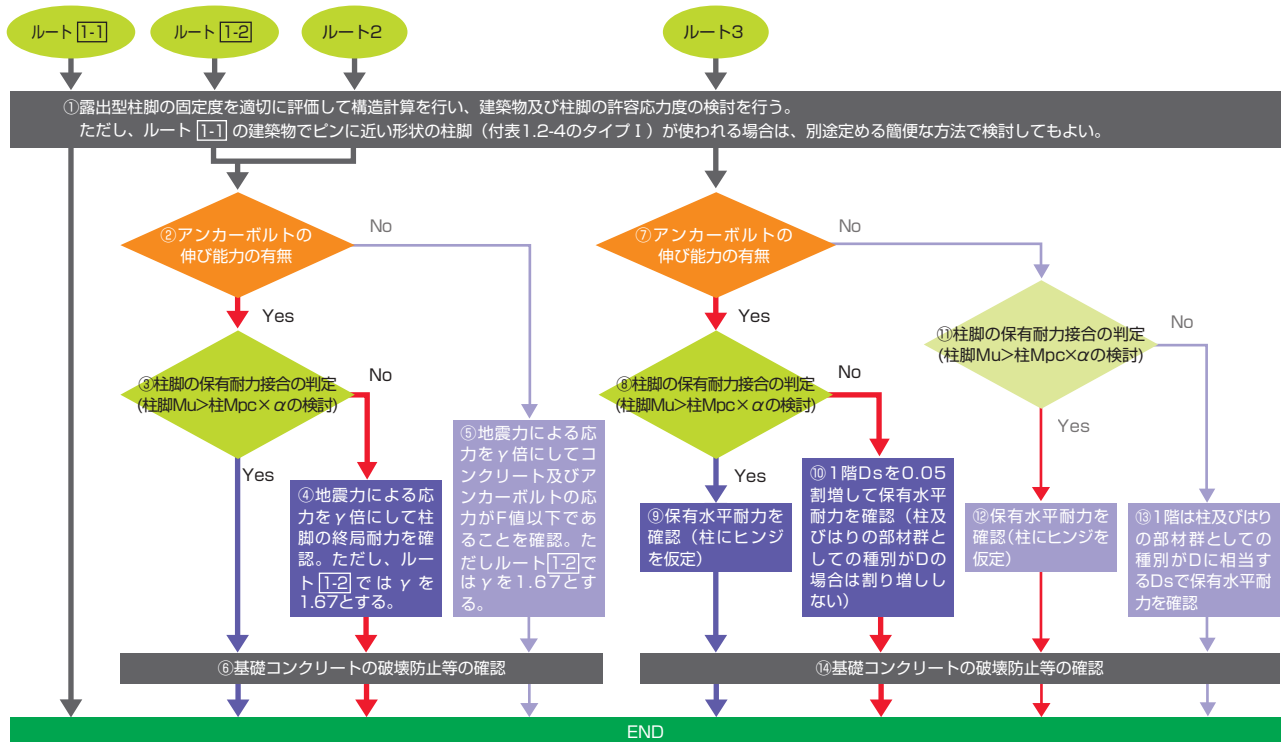 ルート 1-1
ルート 1-2
ルート2
ルート3
①露出型柱脚の固定度を適切に評価して構造計算を行い、建築物及び柱脚の許容応力度の検討を行う。
ただし、ルート 1-1 の建築物でピンに近い形状の柱脚（付表1.2-4のタイプⅠ）が使われる場合は、別途定める簡便な方法で検討してもよい。
②アンカーボルトの
伸び能力の有無
No
Yes
③柱脚の保有耐力接合の判定
(柱脚Mu>柱Mpc×αの検討)
No
Yes
④地震力による応
力をγ倍にして柱
脚の終局耐力を確
認。ただし、ルー
ト 1-2 ではγを
1.67とする。
⑤地震力による応
力をγ倍にしてコ
ンクリート及びア
ンカーボルトの応
力がF値以下であ
ることを確認。た
だしルート1-2で
はγを1.67とす
る。
⑥基礎コンクリートの破壊防止等の確認
⑦アンカーボルトの
伸び能力の有無
No
Yes
⑧柱脚の保有耐力接合の判定
(柱脚Mu>柱Mpc×αの検討)
No
Yes
⑨保有水平耐力を
確認（柱にヒンジ
を仮定）
⑩1階Dsを0.05
割増して保有水平
耐力を確認（柱及
びはりの部材群と
しての種別がDの
場合は割り増しし
ない）
⑪柱脚の保有耐力接合の判定
(柱脚Mu>柱Mpc×αの検討)
No
Yes
⑫保有水平耐力を
確認(柱にヒンジを
仮定）
⑬1階は柱及びはり
の部材群としての
種別がDに相当す
るDsで保有水平耐
力を確認
⑭基礎コンクリートの破壊防止等の確認
END